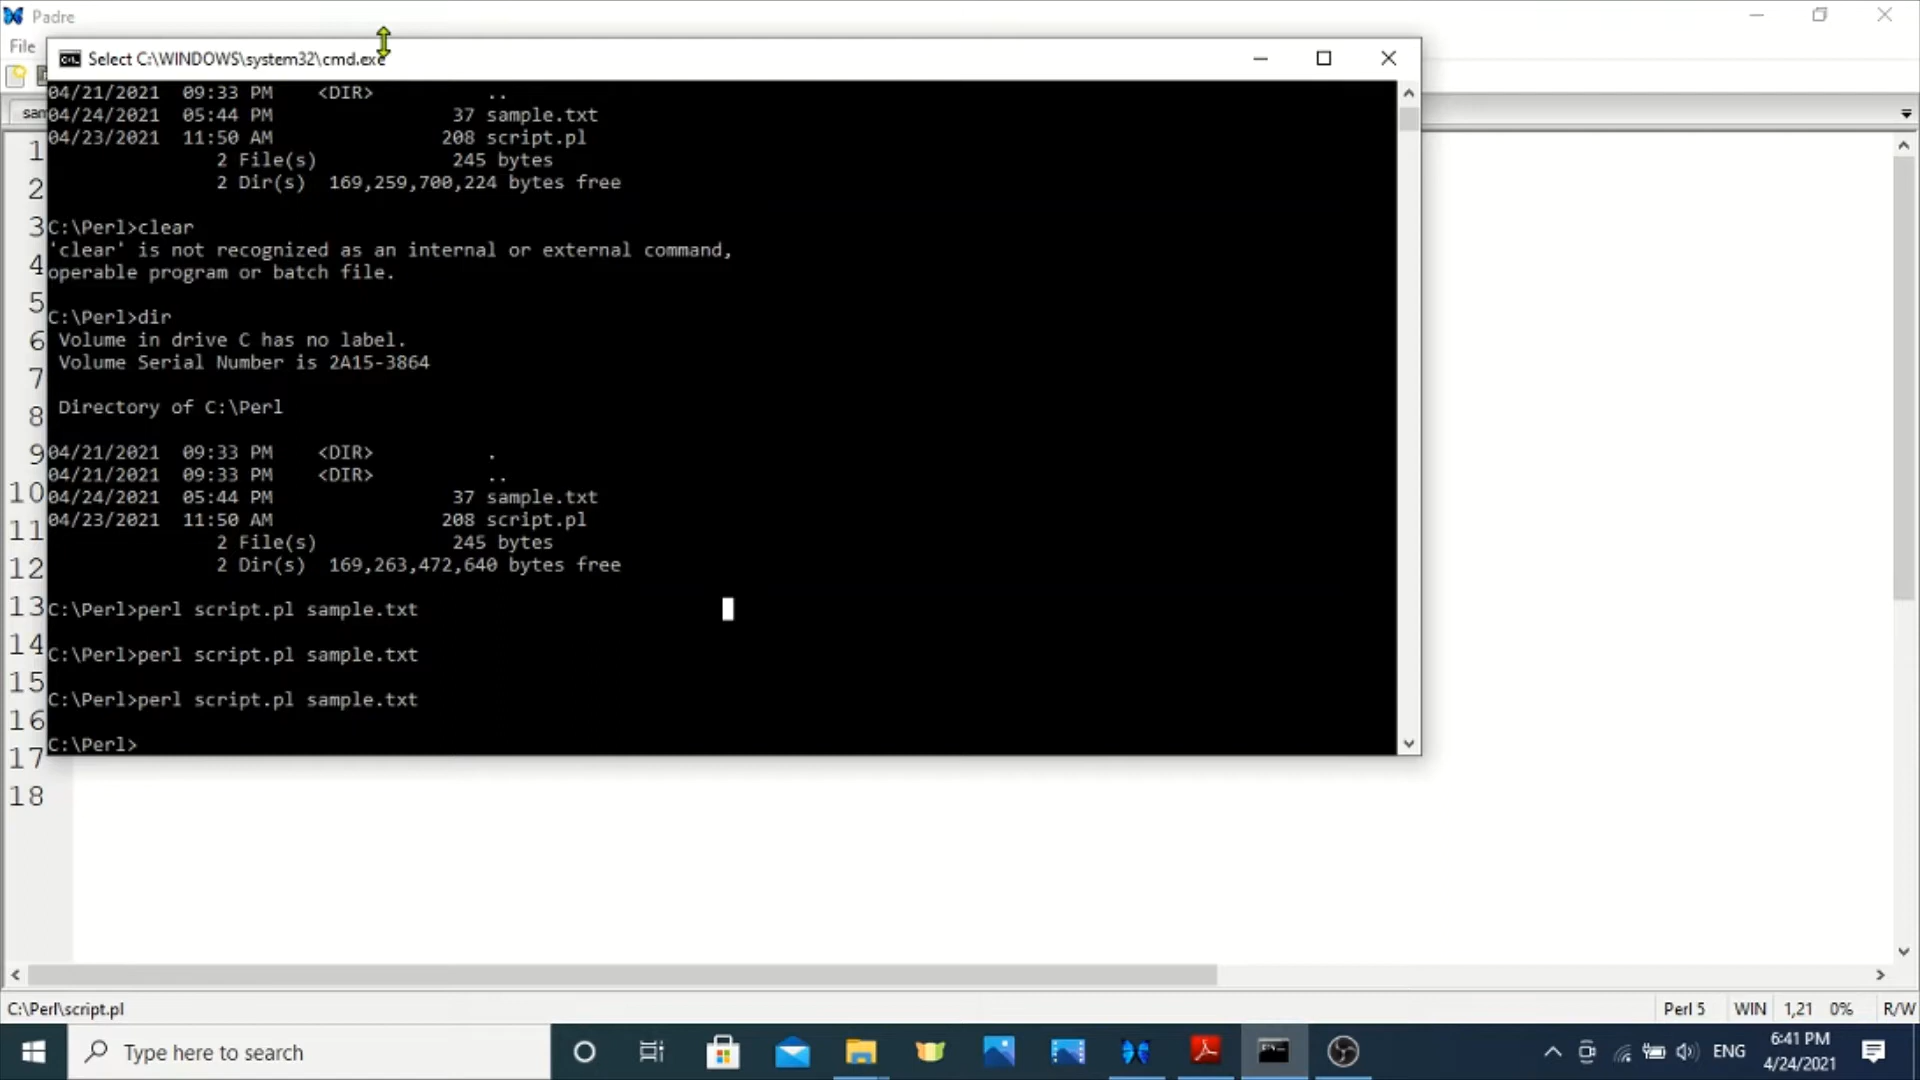 Padre
File
Select C:\WINDOWS\system32\cmd.exe
04/21/2021  09:33 PM    <DIR>          ..
04/24/2021  05:44 PM                37 sample.txt
04/23/2021  11:50 AM               208 script.pl
2 File(s)            245 bytes
2 Dir(s)  169,259,700,224 bytes free
C:\Perl>clear
'clear' is not recognized as an internal or external command,
operable program or batch file.
C:\Perl>dir
Volume in drive C has no label.
Volume Serial Number is 2A15-3864
Directory of C:\Perl
04/21/2021  09:33 PM    <DIR>          .
04/21/2021  09:33 PM    <DIR>          ..
04/24/2021  05:44 PM                37 sample.txt
04/23/2021  11:50 AM               208 script.pl
2 File(s)            245 bytes
2 Dir(s)  169,263,472,640 bytes free
C:\Perl>perl script.pl sample.txt
C:\Perl>perl script.pl sample.txt
C:\Perl>perl script.pl sample.txt
C:\Perl>
1
2
3
4
5
6
7
8
9
10
11
12
13
14
15
16
17
18
C:\Perl\script.pl
Perl 5 WIN 1,21 0% R/W
Type here to search
ENG
6:41 PM
4/24/2021